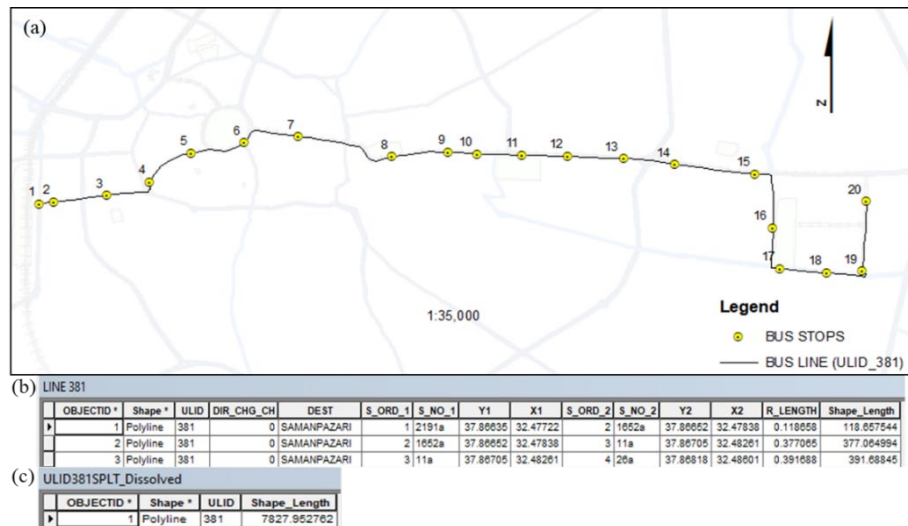 (a)
1 2 3 4 5 6 7 8 9 10 11 12 13 14 15 16 17 18 19 20
N
1:35,000
Legend
BUS STOPS
BUS LINE (ULID_381)
(b) LINE 381
OBJECTID * Shape * ULID DIR_CHG_CH DEST S_ORD_1 S_NO_1 Y1 X1 S_ORD_2 S_NO_2 Y2 X2 R_LENGTH Shape_Length
1 Polyline 381 0 SAMANPAZARI 1 2191a 37.86635 32.47722 2 1652a 37.86652 32.47838 0.118658 118.657544
2 Polyline 381 0 SAMANPAZARI 2 1652a 37.86652 32.47838 3 11a 37.86705 32.48261 0.377065 377.064994
3 Polyline 381 0 SAMANPAZARI 3 11a 37.86705 32.48261 4 26a 37.86818 32.48601 0.391688 391.68845
(c) ULID381SPLT_Dissolved
OBJECTID * Shape * ULID Shape_Length
1 Polyline 381 7827.952762